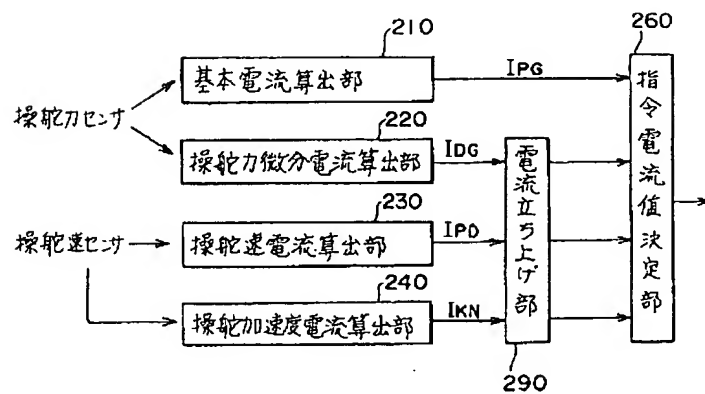 210
基本電流算出部
IPG
操舵力センサ
220
操舵力微分電流算出部
IDG
230
操舵速センサ
操舵速電流算出部
IPD
240
操舵加速度電流算出部
IKN
電流立ち上げ部
290
260
指令電流値決定部